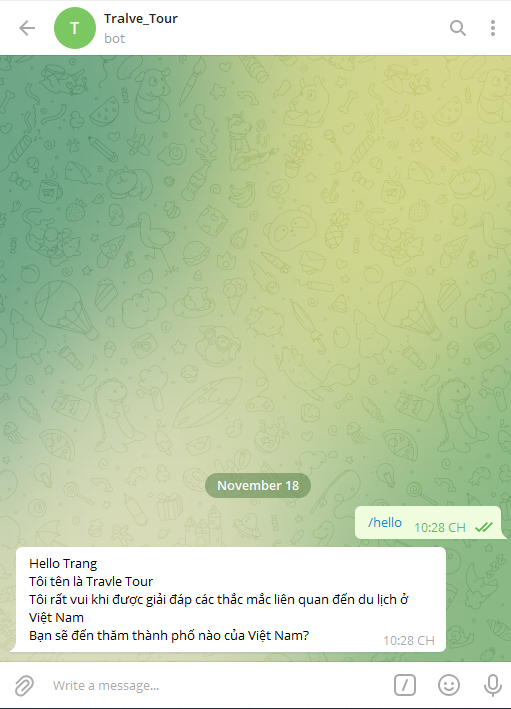 T
Tralve_Tour
bot
November 18
/hello
10:28 CH
Hello Trang
Tôi tên là Travle Tour
Tôi rất vui khi được giải đáp các thắc mắc liên quan đến du lịch ở
Việt Nam
Bạn sẽ đến thăm thành phố nào của Việt Nam?
10:28 CH
Write a message...